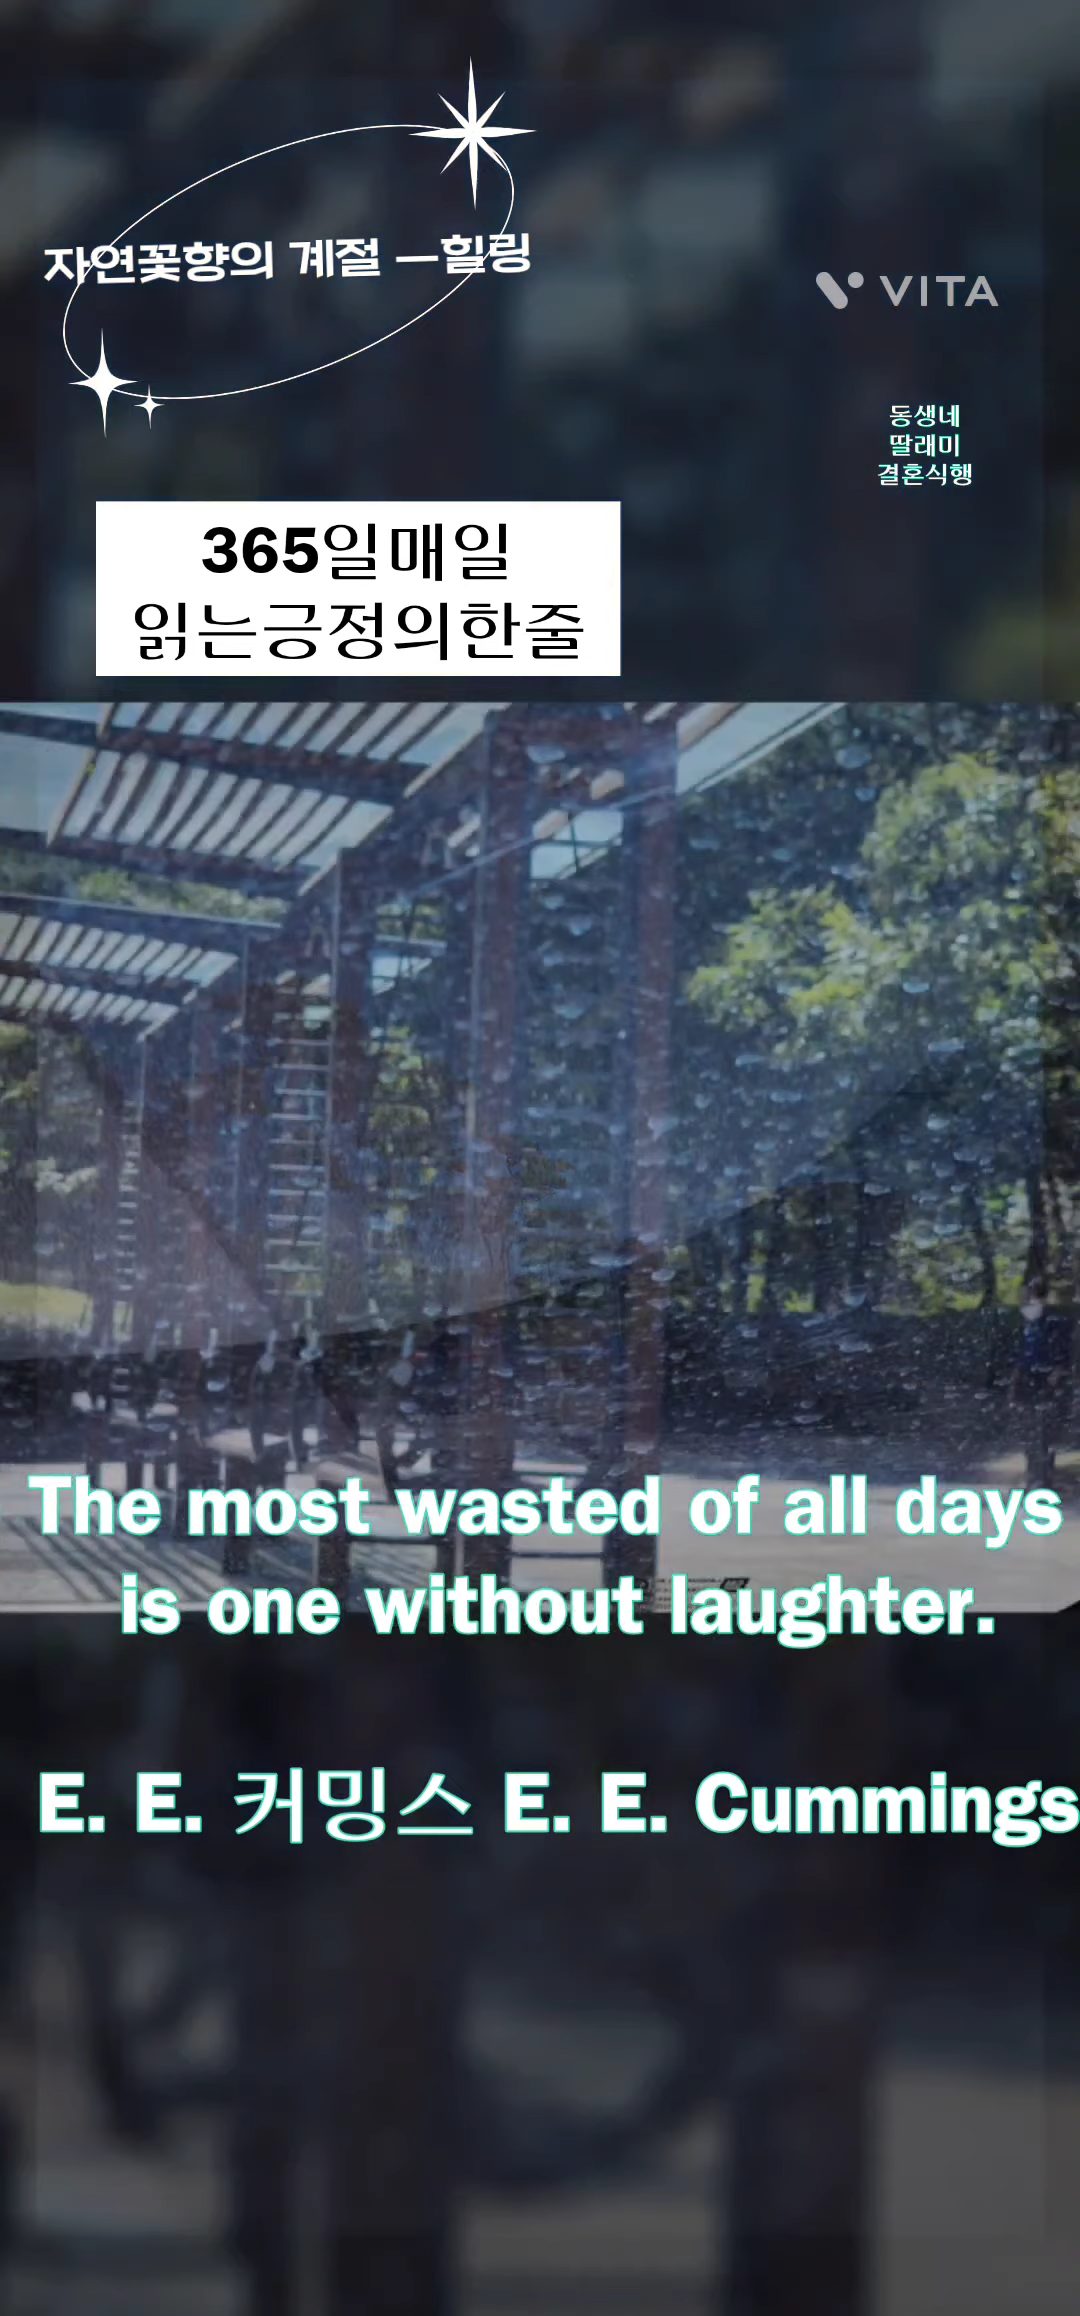 자연꽃향의 계절 —힐링
VITA
동생네
딸래미
결혼식행
365일매일
읽는긍정의한줄
The most wasted of all days
is one without laughter.
E. E. 커밍스 E. E. Cummings